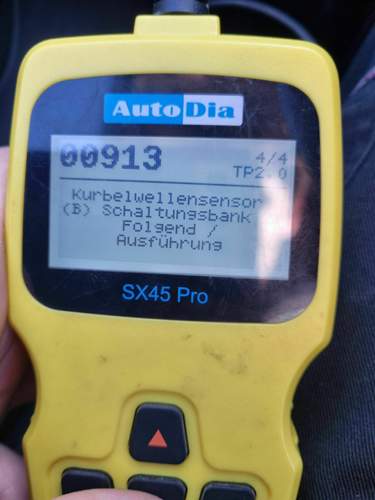 AutoDia
00913
4/4
TP2.0
Kurbelwellensensor
(B) Schaltungsbank
Folgend /
Ausführung
SX45 Pro